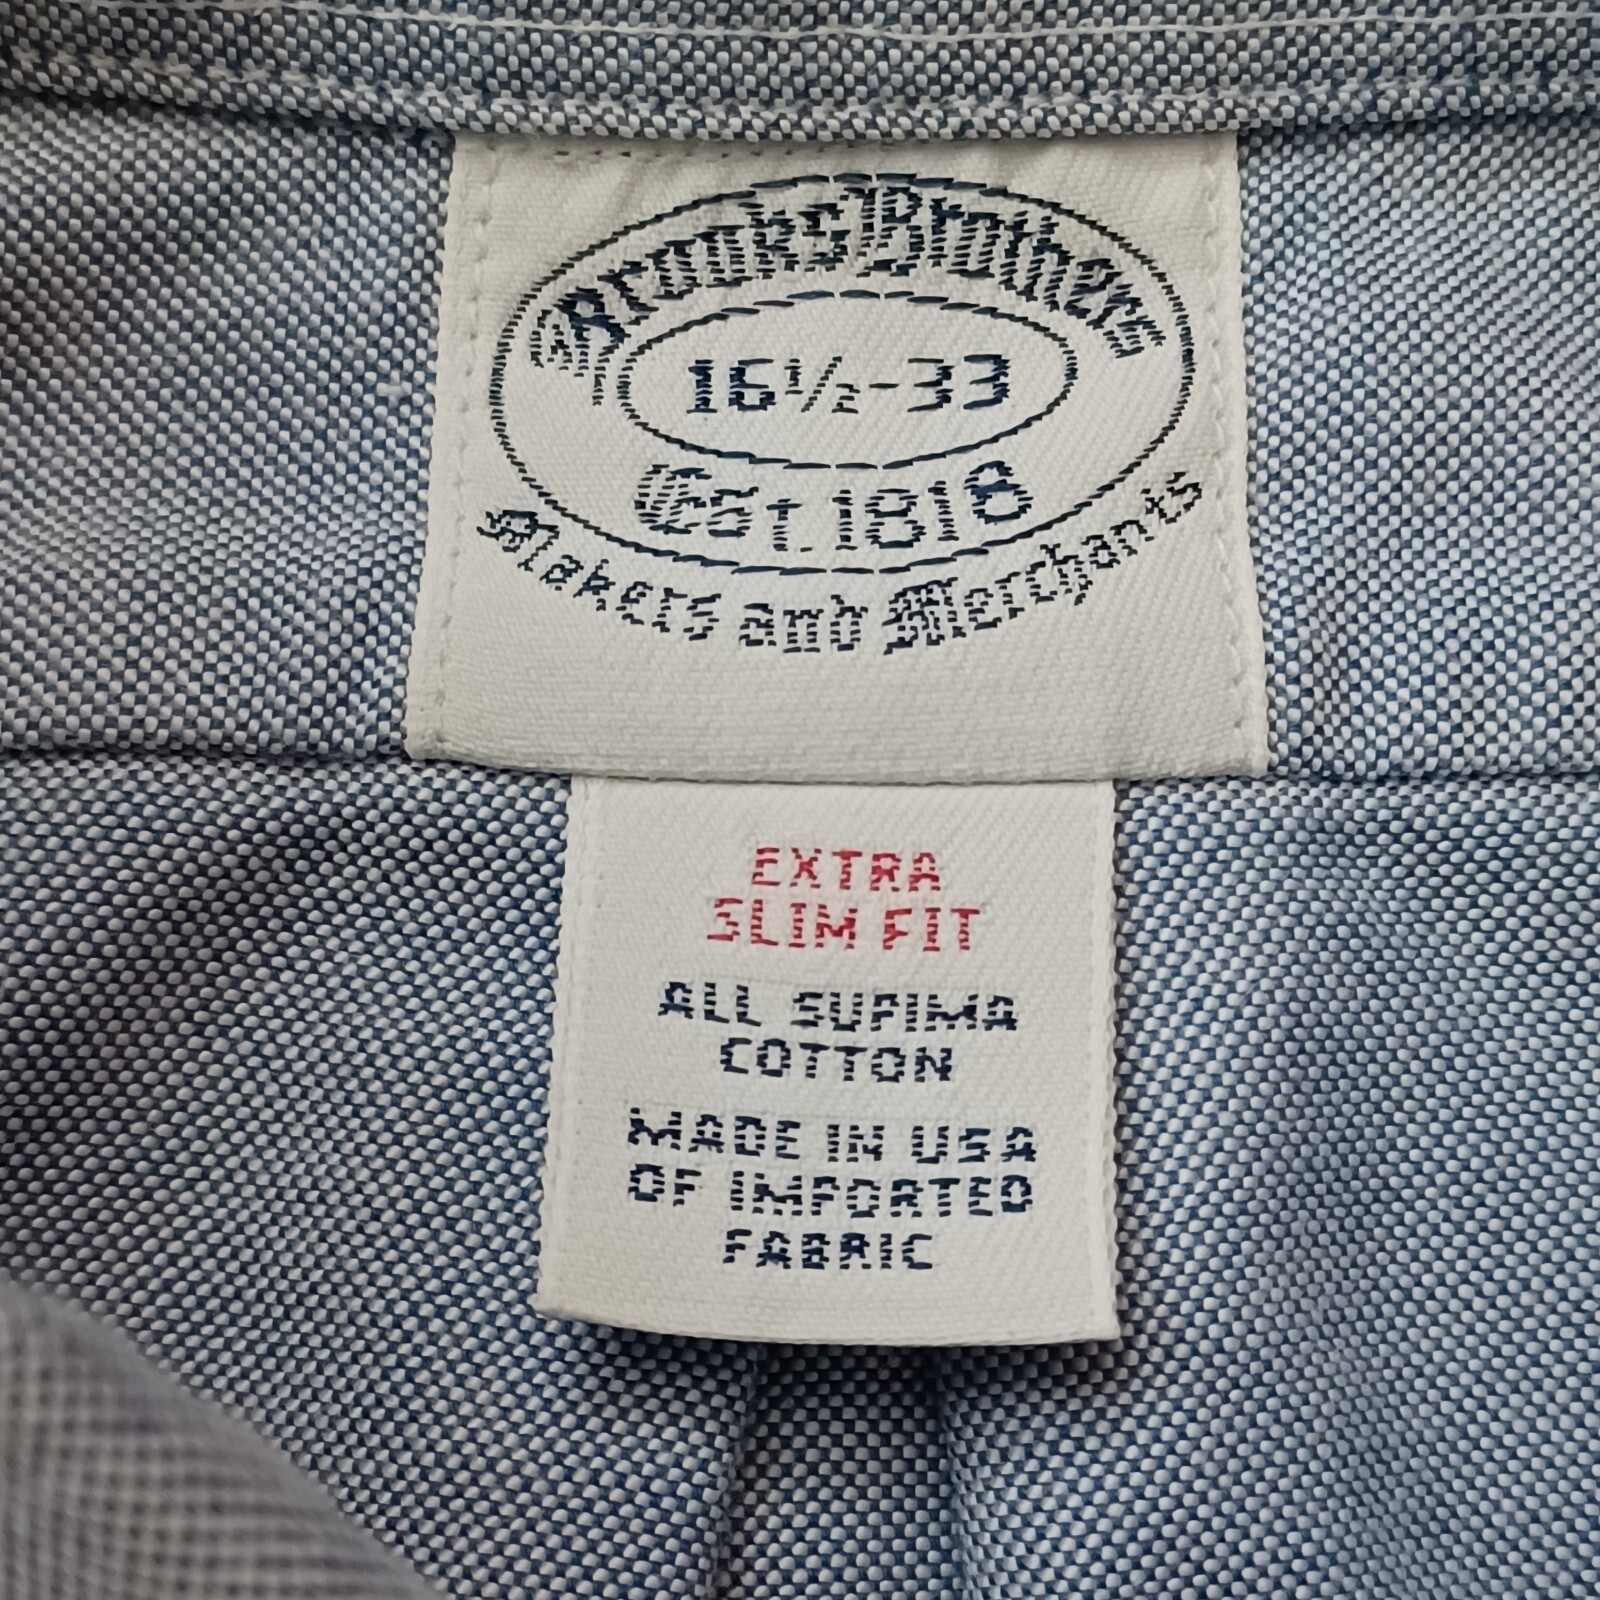 Brooks Brothers
16½-33
Est. 1818
Makers and Merchants
EXTRA
SLIM FIT
ALL SUPIMA
COTTON
MADE IN USA
OF IMPORTED
FABRIC